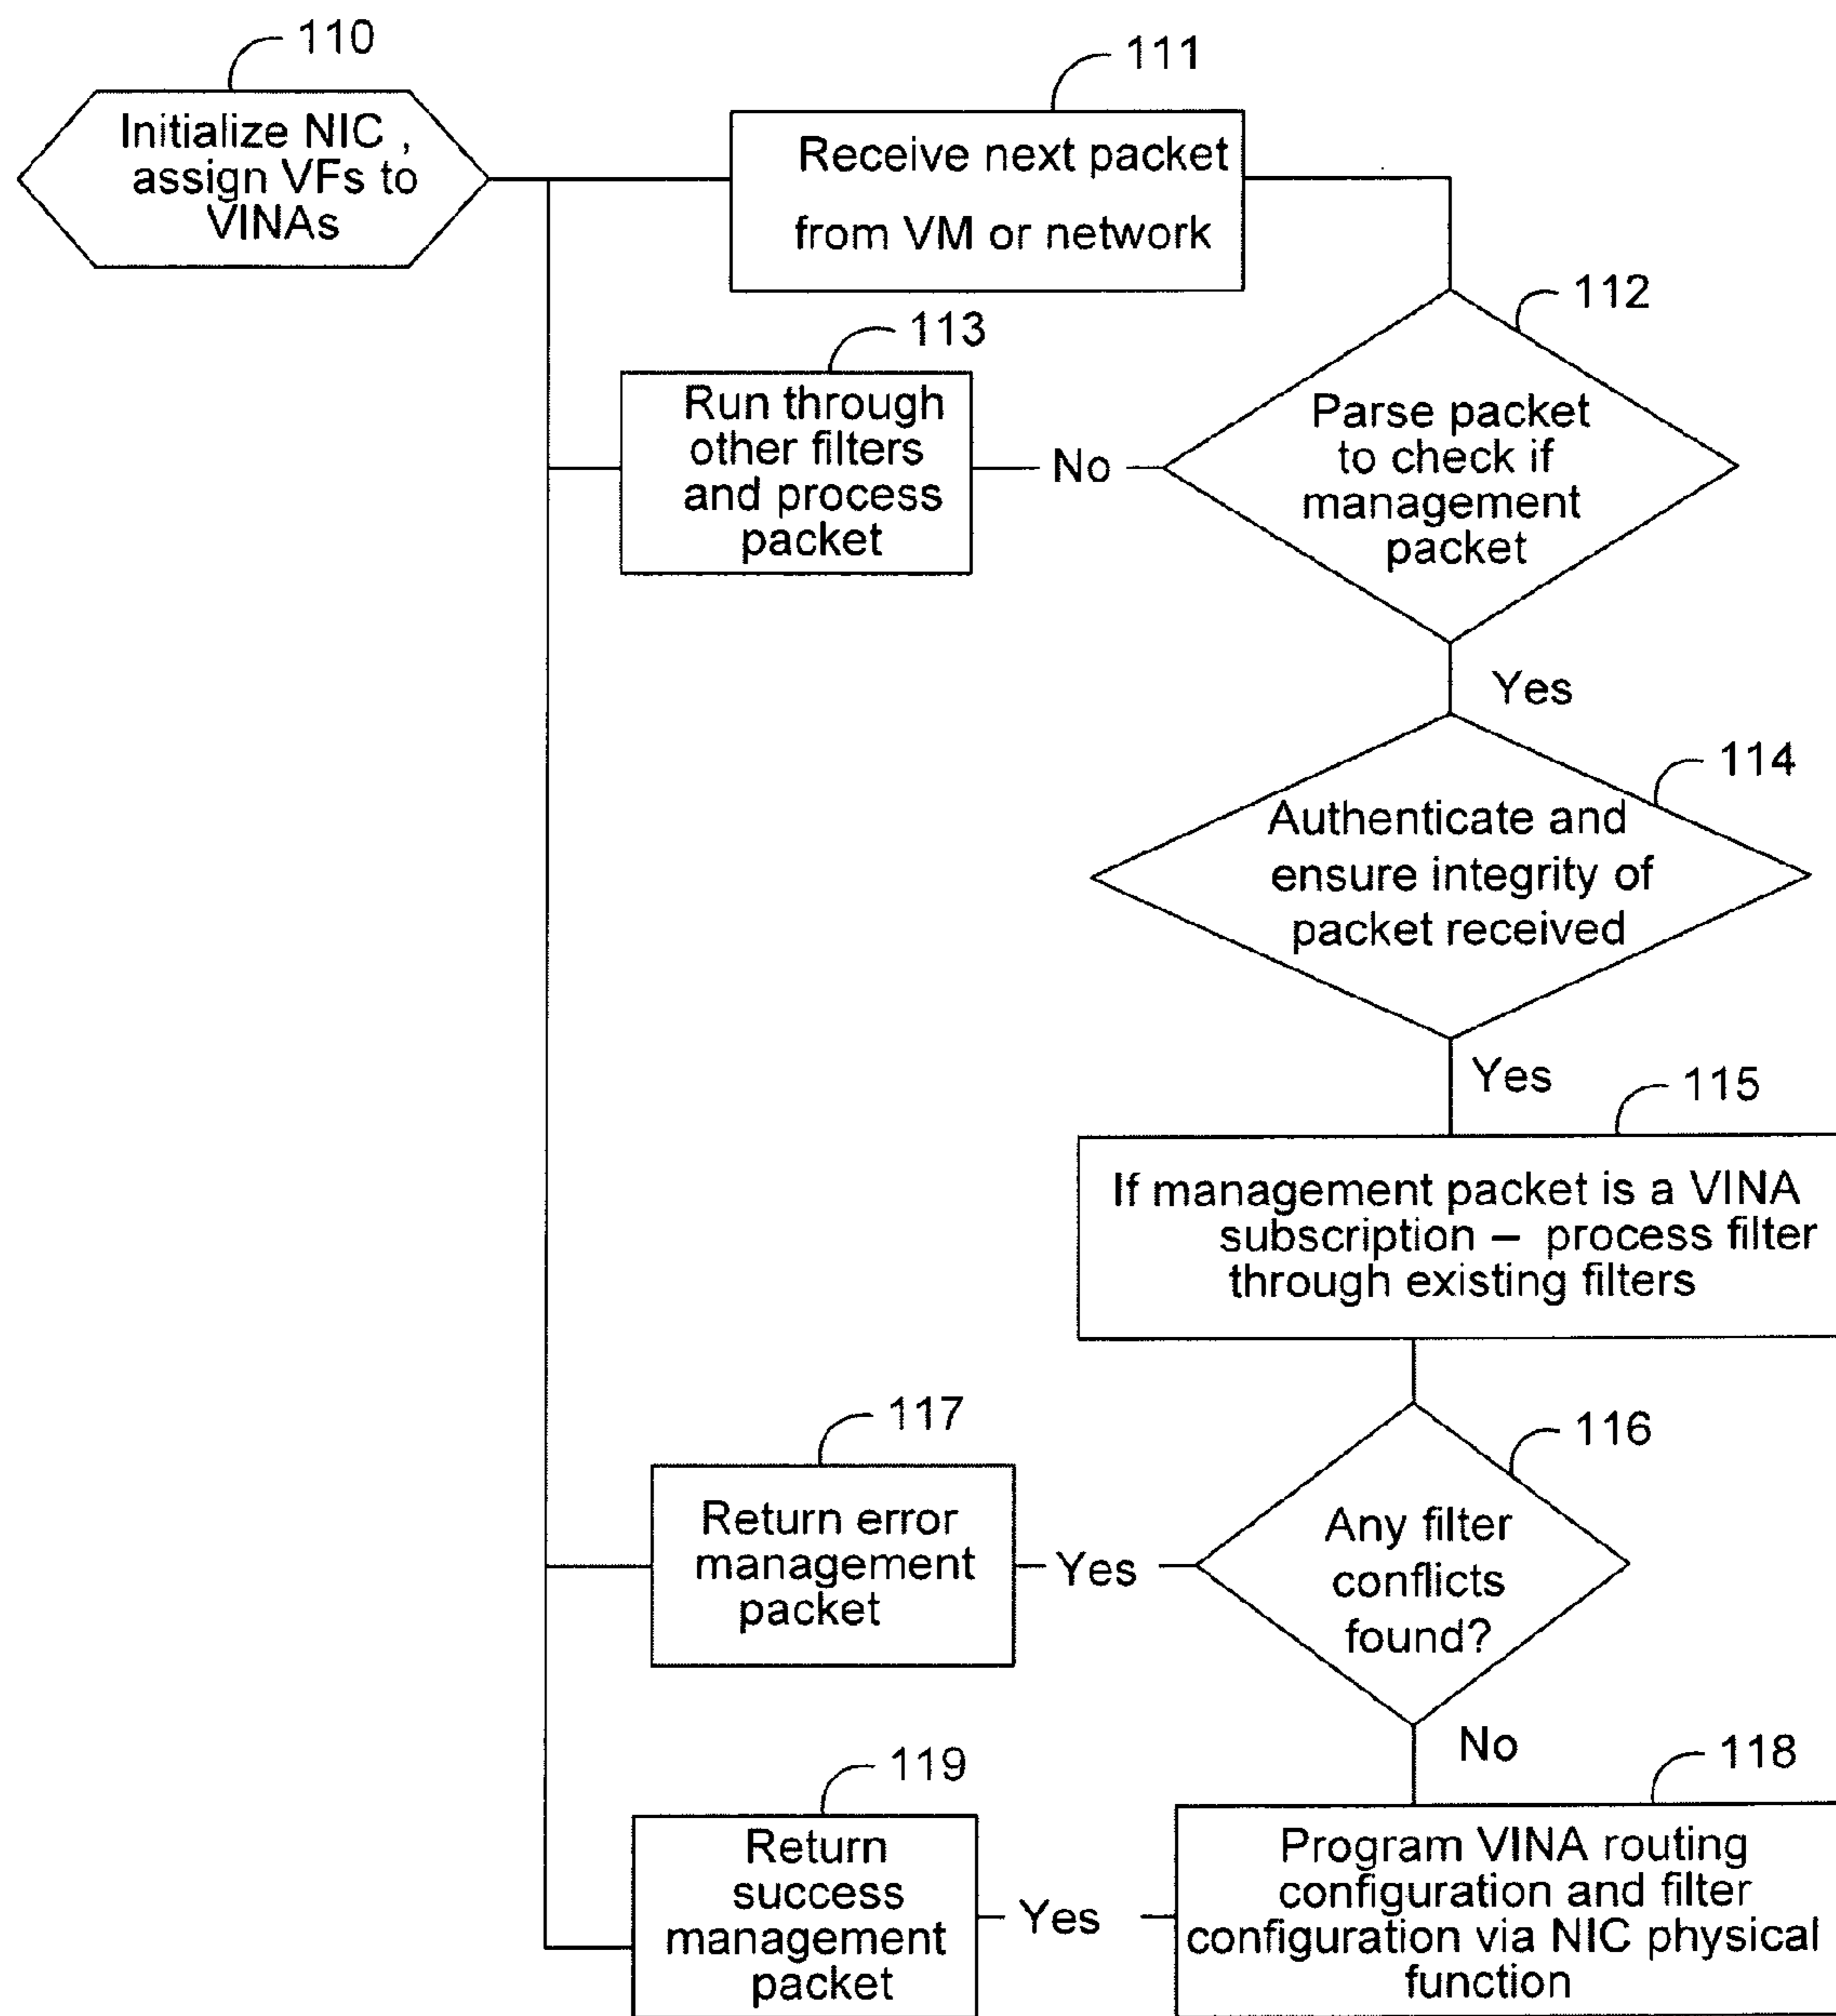 110
Initialize NIC ,
assign VFs to
VINAs
111
Receive next packet
from VM or network
112
Parse packet
to check if
management
packet
No
113
Run through
other filters
and process
packet
Yes
114
Authenticate and
ensure integrity of
packet received
Yes
115
If management packet is a VINA
subscription – process filter
through existing filters
116
Any filter
conflicts
found?
Yes
117
Return error
management
packet
No
118
Program VINA routing
configuration and filter
configuration via NIC physical
function
Yes
119
Return
success
management
packet